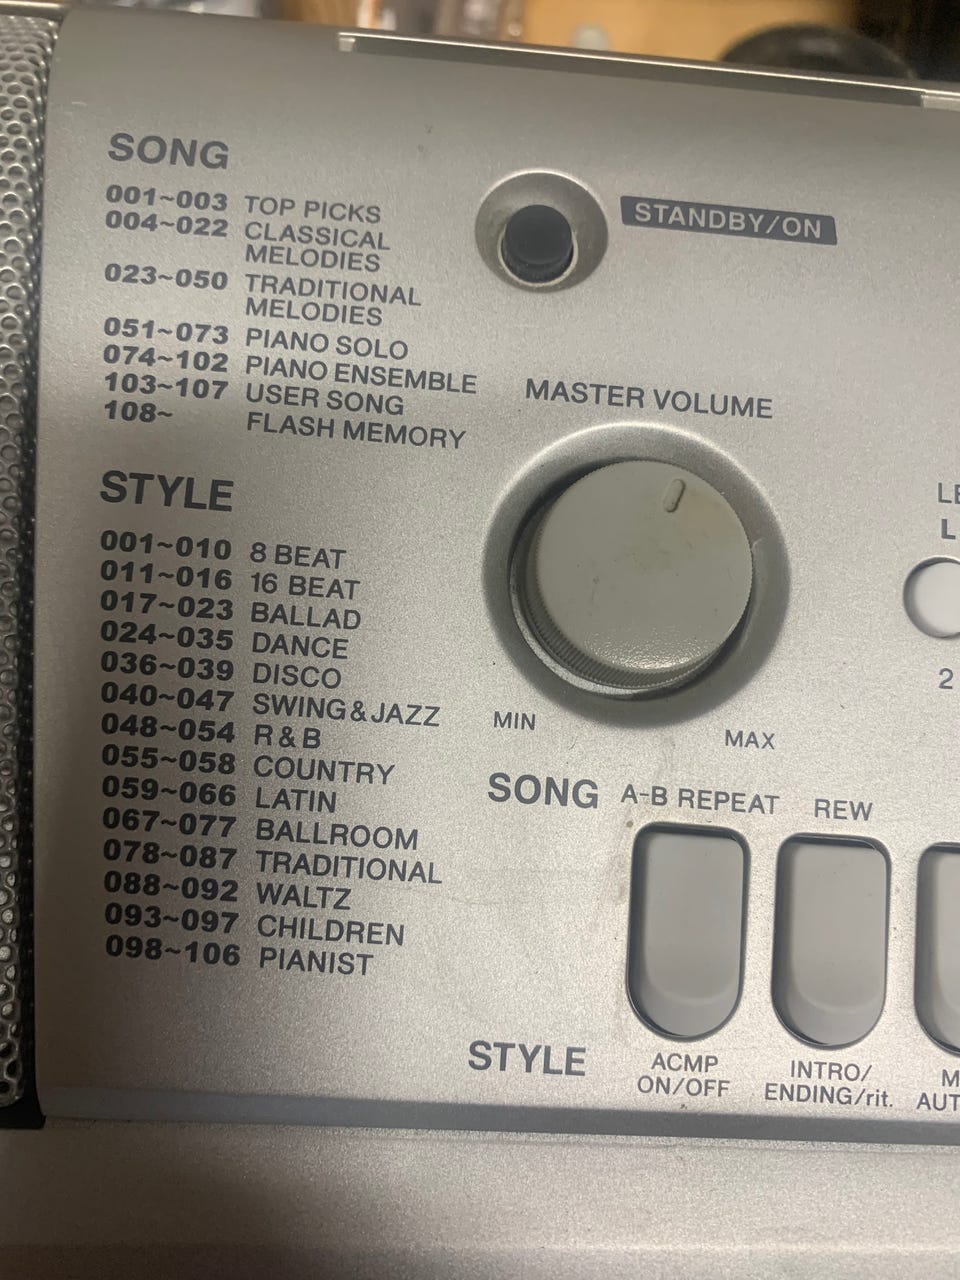 SONG
001~003 TOP PICKS
004~022 CLASSICAL
MELODIES
023~050 TRADITIONAL
MELODIES
051~073 PIANO SOLO
074~102 PIANO ENSEMBLE
103~107 USER SONG
108~ FLASH MEMORY
STANDBY/ON
MASTER VOLUME
MIN
MAX
STYLE
001~010 8 BEAT
011~016 16 BEAT
017~023 BALLAD
024~035 DANCE
036~039 DISCO
040~047 SWING & JAZZ
048~054 R & B
055~058 COUNTRY
059~066 LATIN
067~077 BALLROOM
078~087 TRADITIONAL
088~092 WALTZ
093~097 CHILDREN
098~106 PIANIST
2
SONG
A-B REPEAT
REW
STYLE
ACMP
ON/OFF
INTRO/
ENDING/rit.